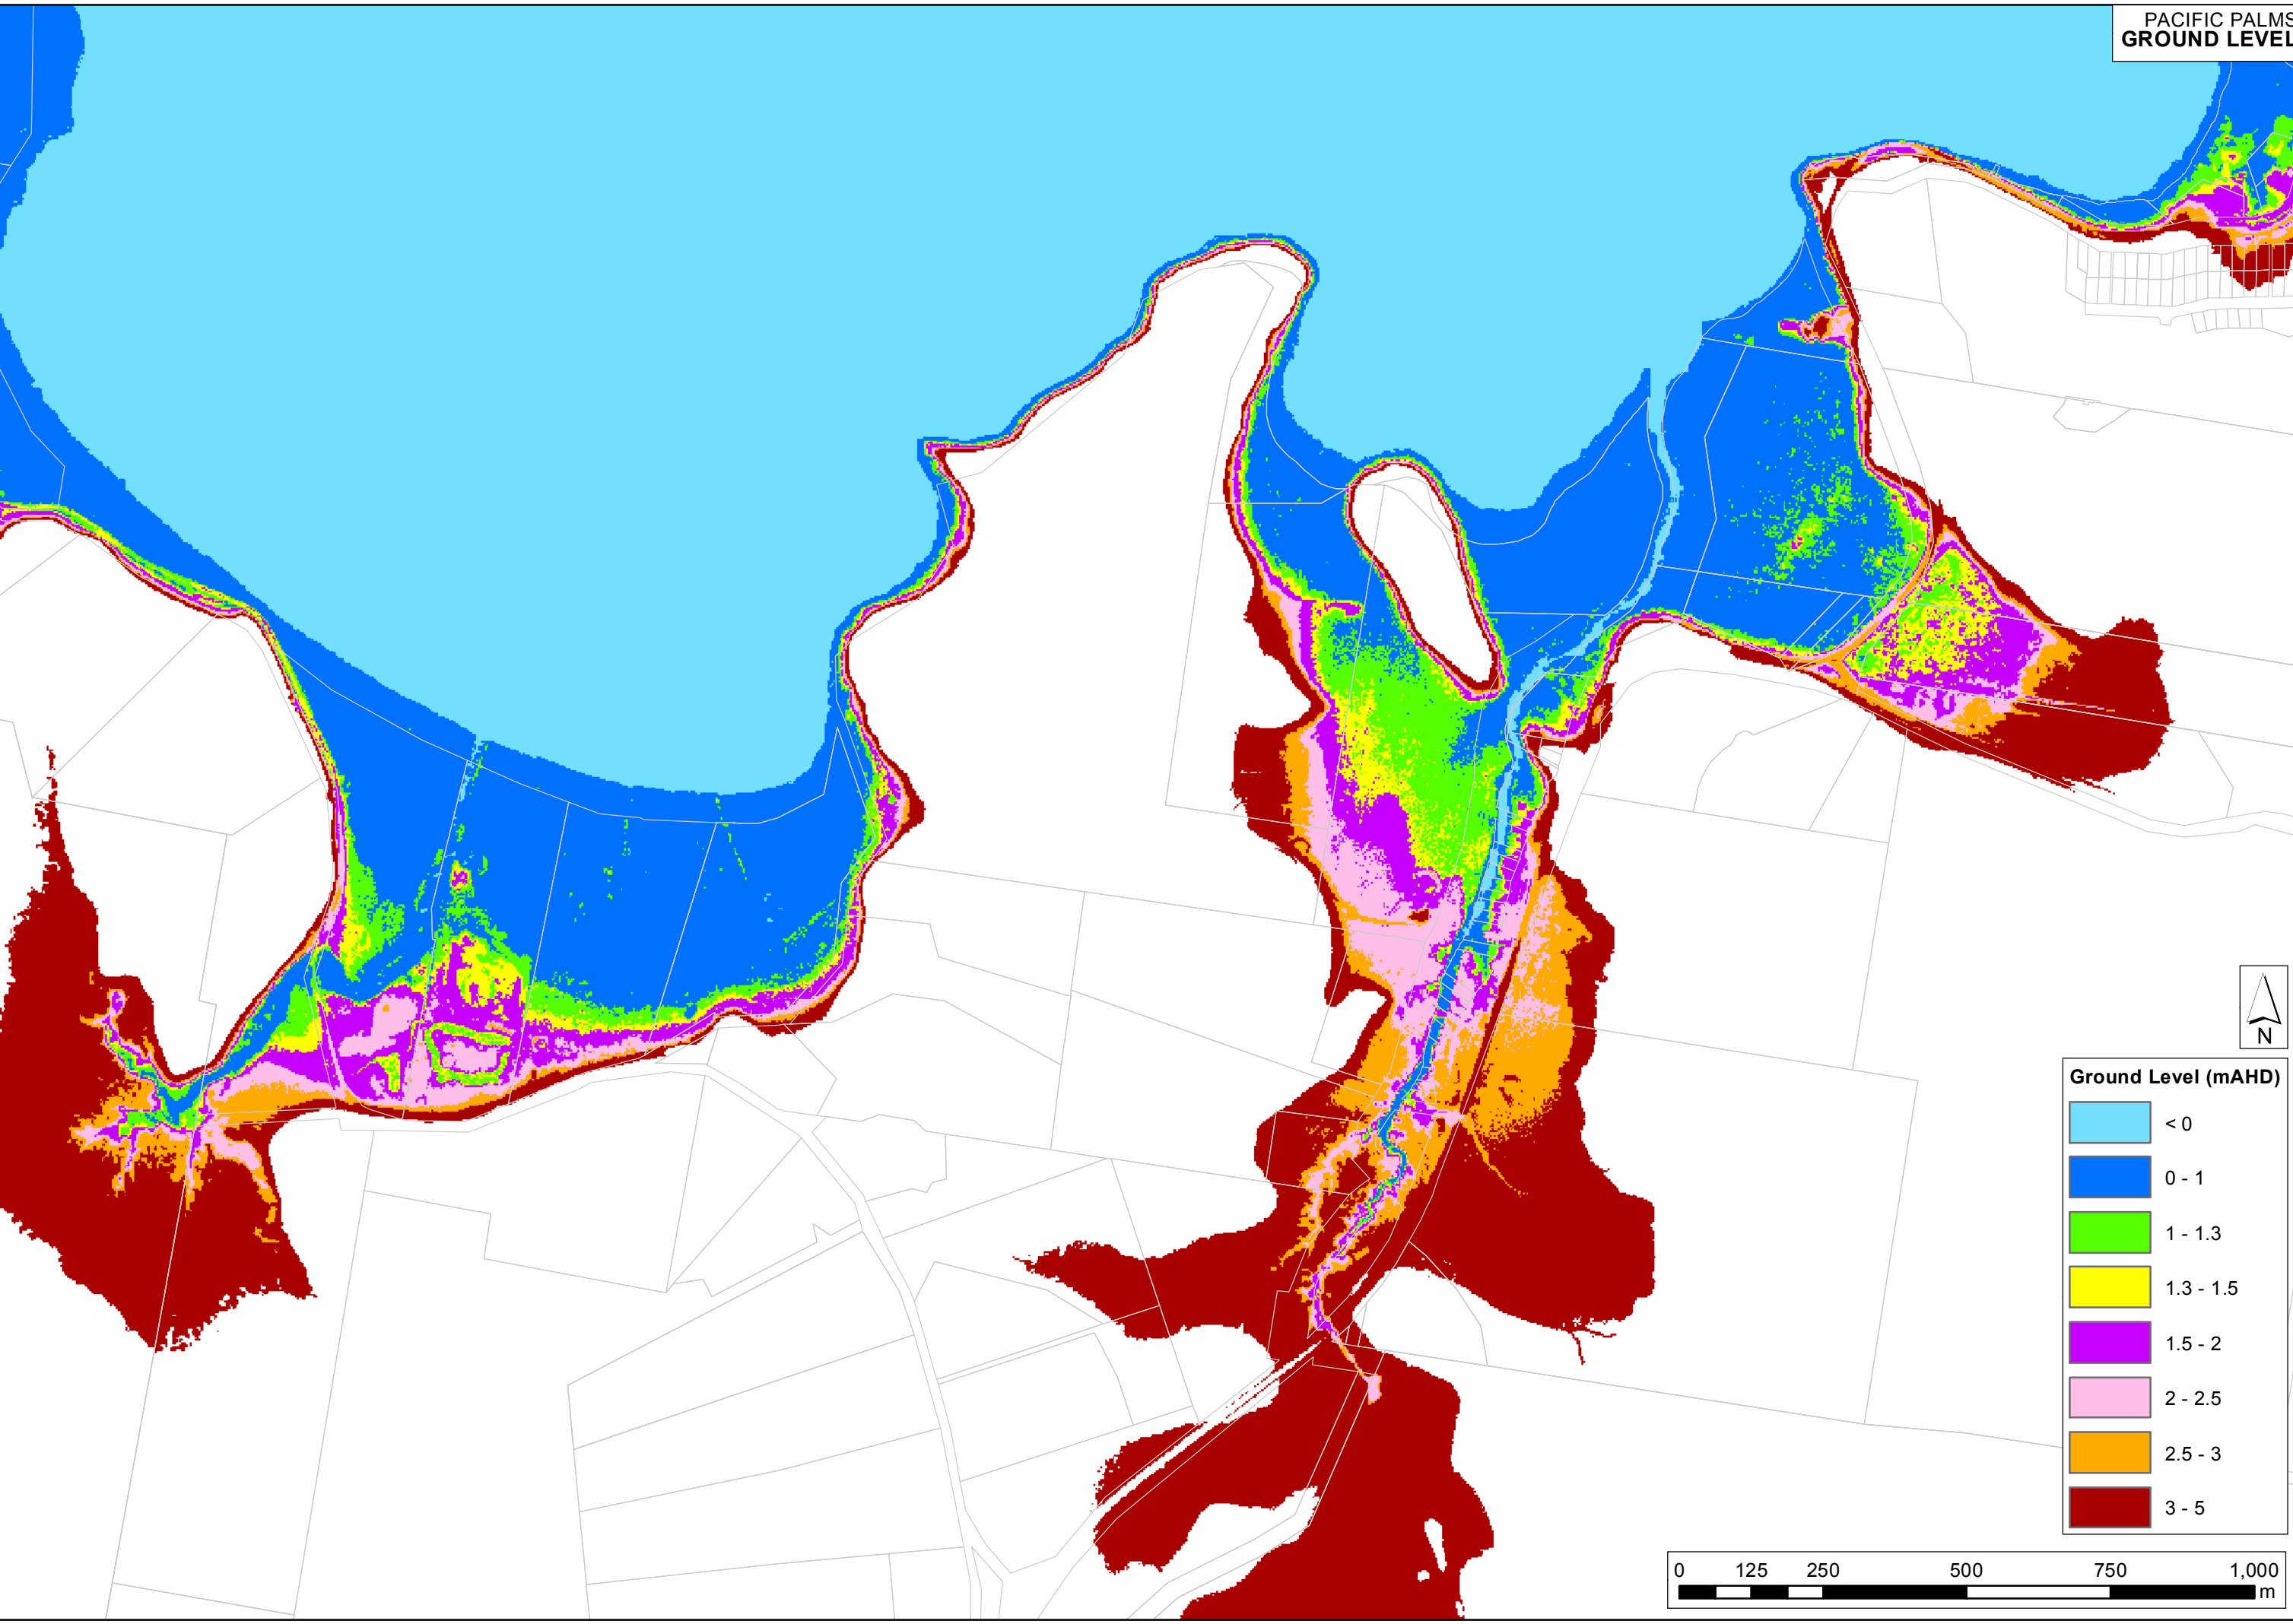 PACIFIC PALMS
GROUND LEVEL
N
Ground Level (mAHD)
< 0
0 - 1
1 - 1.3
1.3 - 1.5
1.5 - 2
2 - 2.5
2.5 - 3
3 - 5
0 125 250 500 750 1,000
m